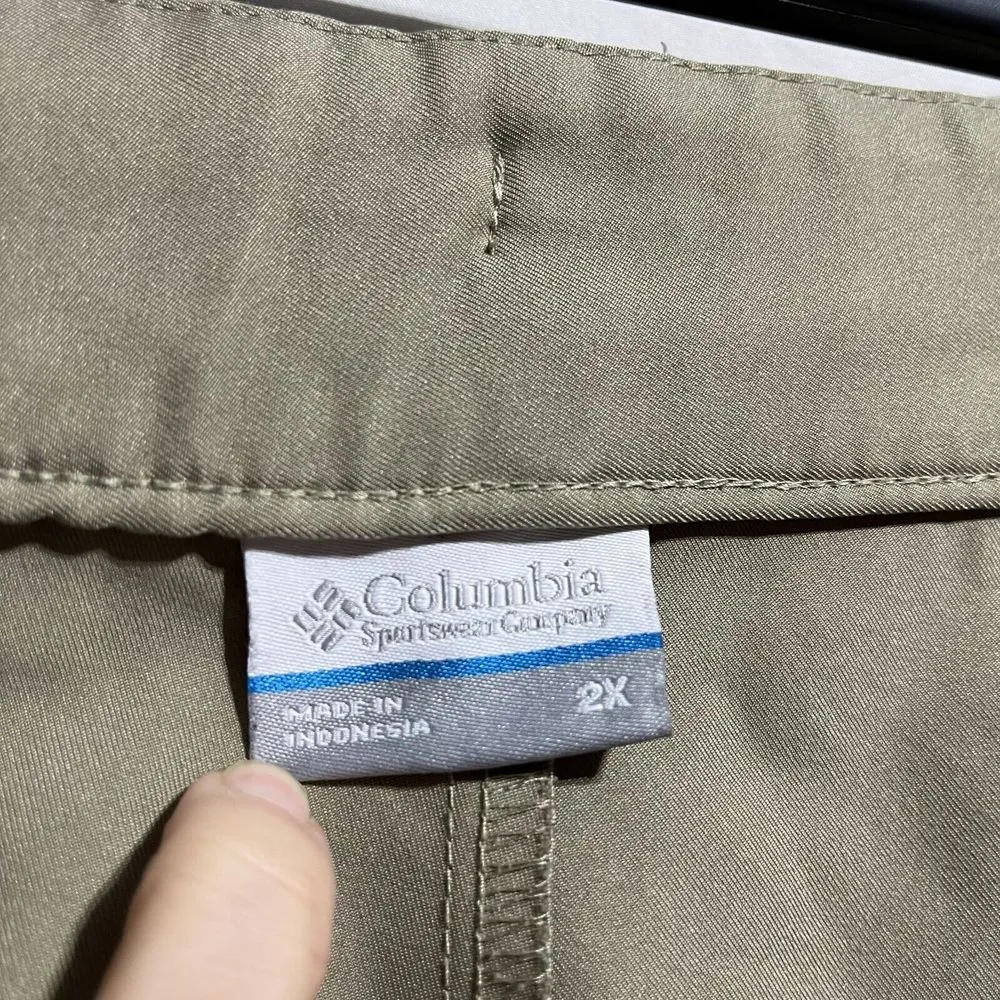 Columbia
Sportswear Company
MADE IN
INDONESIA
2X